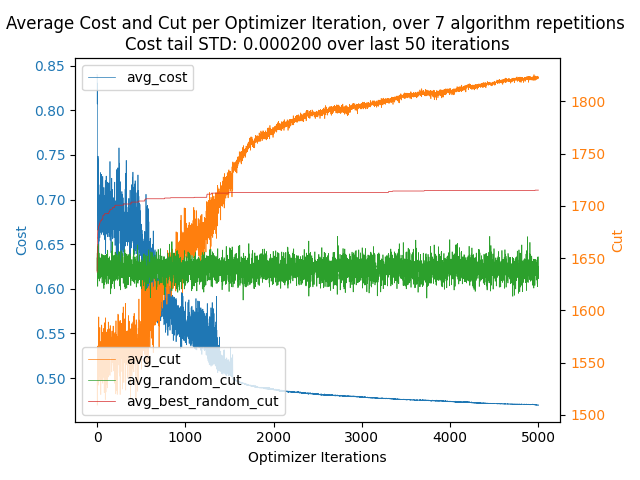 Average Cost and Cut per Optimizer Iteration, over 7 algorithm repetitions
Cost tail STD: 0.000200 over last 50 iterations
avg_cost
0.85
0.80
0.75
0.70
0.65
0.60
0.55
0.50
Cost
1800
1750
1700
1650
1600
1550
1500
Cut
avg_cut
avg_random_cut
avg_best_random_cut
0
1000
2000
3000
4000
5000
Optimizer Iterations